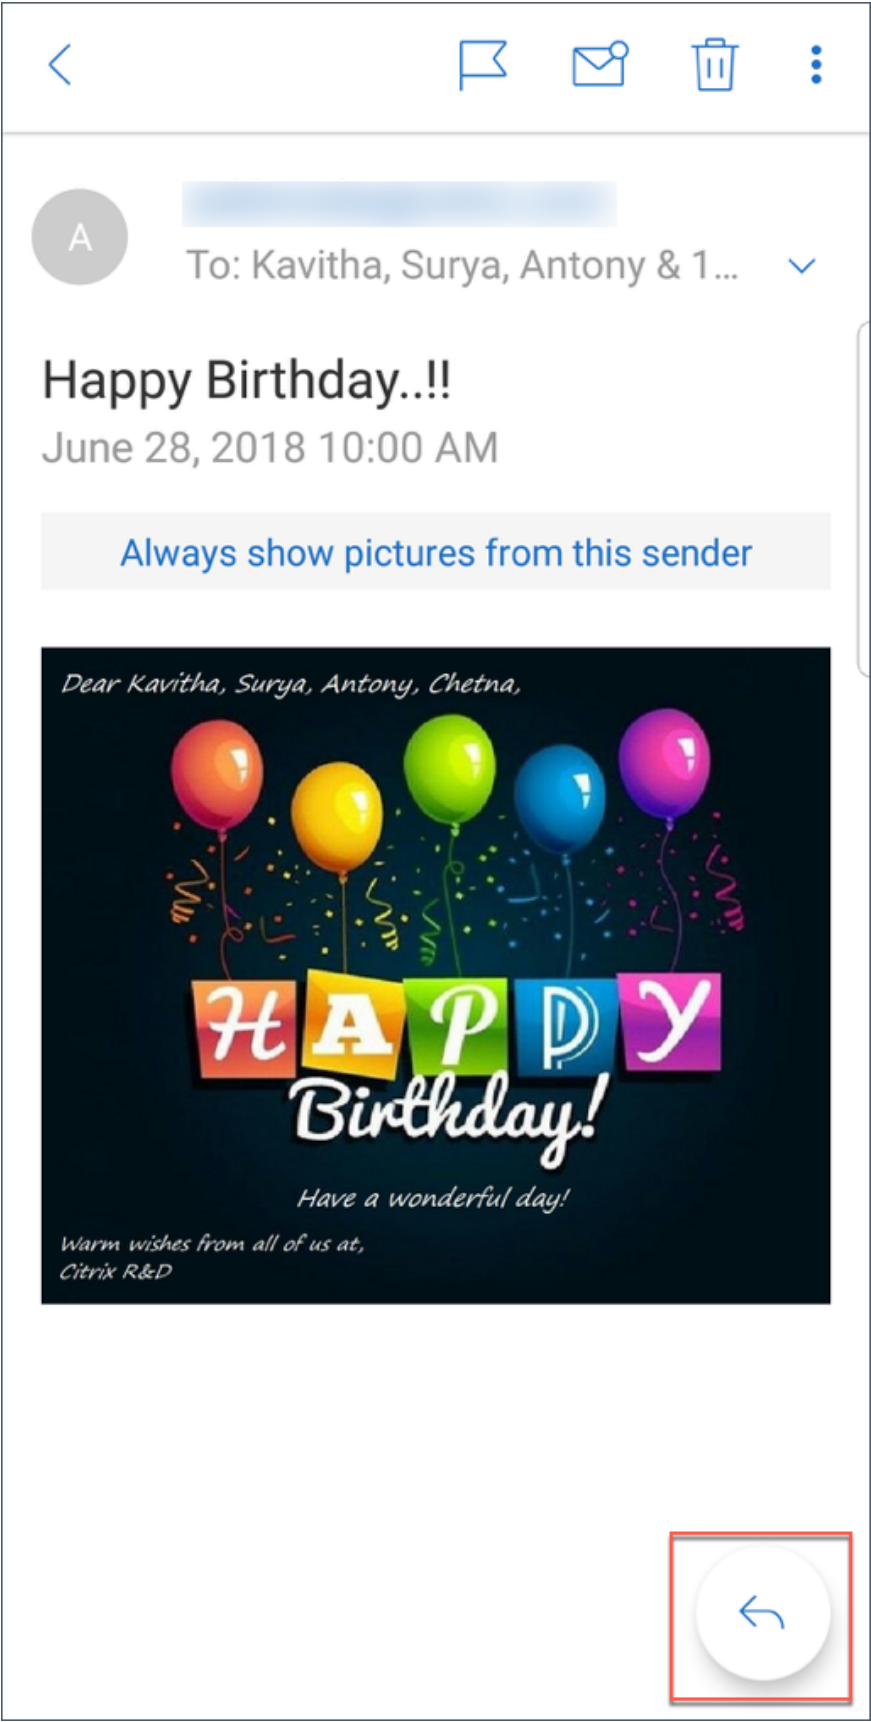 A
To: Kavitha, Surya, Antony & 1...
Happy Birthday..!!
June 28, 2018 10:00 AM
Always show pictures from this sender
Dear Kavitha, Surya, Antony, Chetna,
HAPPY
Birthday!
Have a wonderful day!
Warm wishes from all of us at,
Citrix R&D